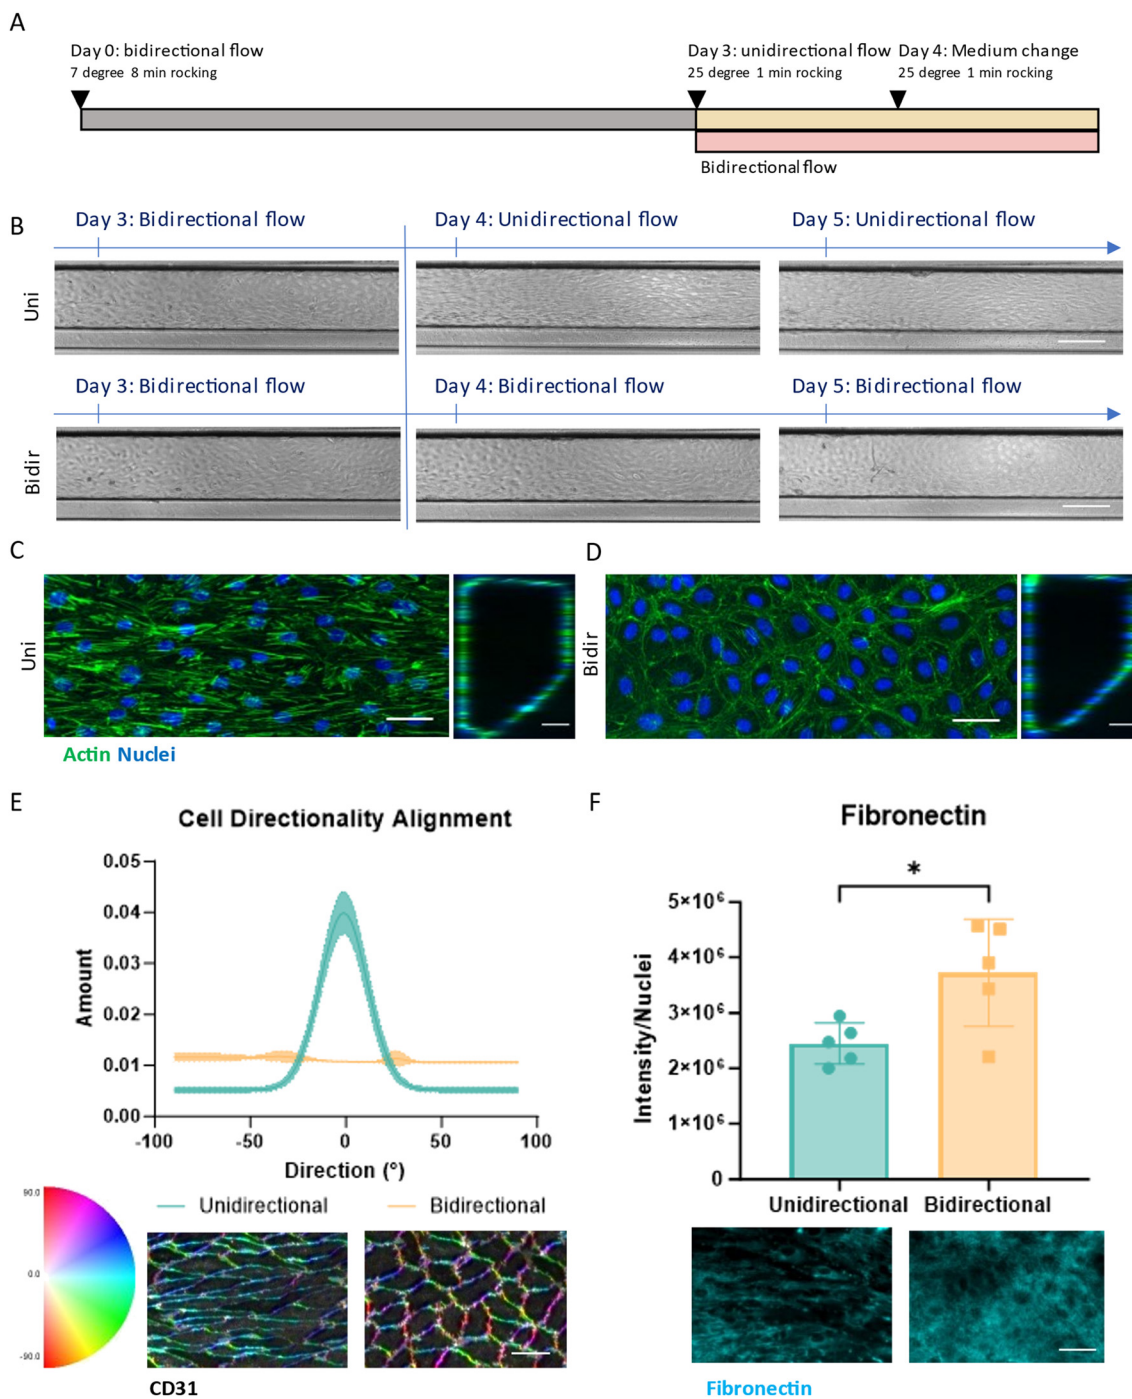 A
Day 0: bidirectional flow
7 degree 8 min rocking
Day 3: unidirectional flow
25 degree 1 min rocking
Day 4: Medium change
25 degree 1 min rocking
Bidirectional flow
B
Day 3: Bidirectional flow
Day 4: Unidirectional flow
Day 5: Unidirectional flow
Uni
Day 3: Bidirectional flow
Day 4: Bidirectional flow
Day 5: Bidirectional flow
Bidir
C
D
Uni
Bidir
Actin Nuclei
E
Cell Directionality Alignment
0.05
0.04
0.03
0.02
0.01
0.00
Amount
-100
-50
0
50
100
Direction (°)
Unidirectional
Bidirectional
90.0
0.0
-90.0
CD31
F
Fibronectin
*
5×10⁶
4×10⁶
3×10⁶
2×10⁶
1×10⁶
0
Intensity/Nuclei
Unidirectional
Bidirectional
Fibronectin